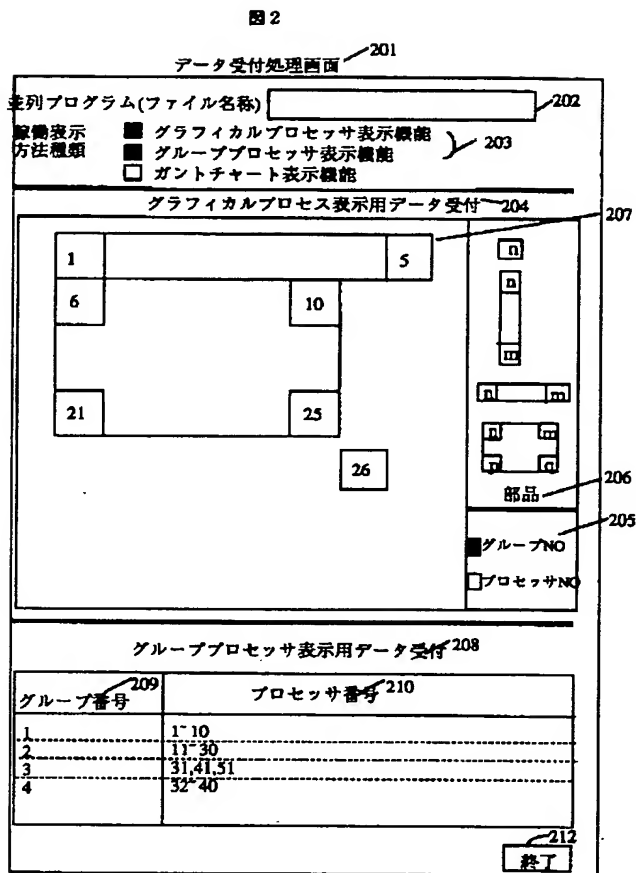 図2
データ受付処理画面 201
並列プログラム(ファイル名称) 202
稼働表示
方法種類
グラフィカルプロセッサ表示機能
グループプロセッサ表示機能
ガントチャート表示機能
203
グラフィカルプロセス表示用データ受付 204
207
1
5
6
10
21
25
26
n
n
m
n
m
n
m
p
q
部品
206
205
グループNO
プロセッサNO
グループプロセッサ表示用データ受付 208
グループ番号 209
プロセッサ番号 210
1 1~10
2 11~30
3 31,41,51
4 32~40
212
終了